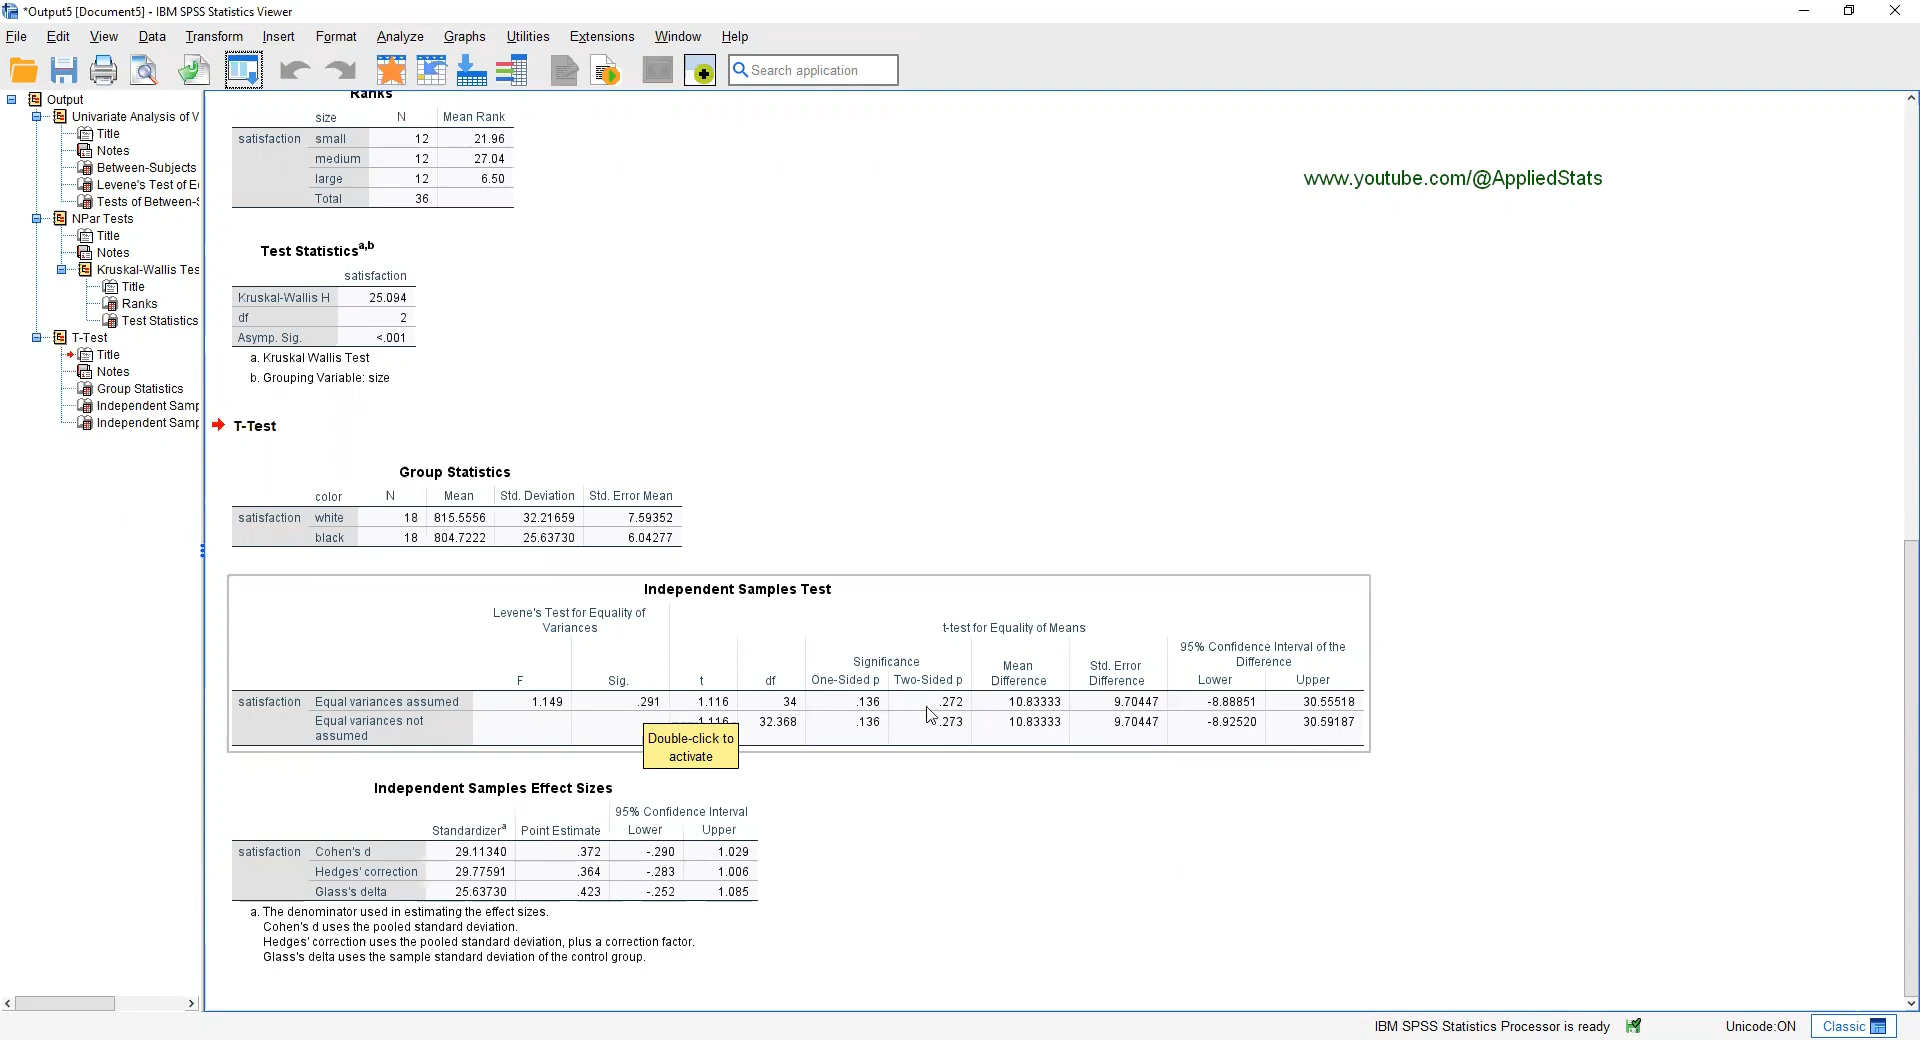 *Output5 [Document5] - IBM SPSS Statistics Viewer
File Edit View Data Transform Insert Format Analyze Graphs Utilities Extensions Window Help
Search application
Output
Univariate Analysis of V
Title
Notes
Between-Subjects
Levene's Test of E
Tests of Between-S
NPar Tests
Title
Notes
Kruskal-Wallis Tes
Title
Ranks
Test Statistics
T-Test
Title
Notes
Group Statistics
Independent Samp
Independent Samp
Ranks
size N Mean Rank
satisfaction small 12 21.96
medium 12 27.04
large 12 6.50
Total 36
www.youtube.com/@AppliedStats
Test Statistics a,b
satisfaction
Kruskal-Wallis H 25.094
df 2
Asymp. Sig. <.001
a. Kruskal Wallis Test
b. Grouping Variable: size
T-Test
Group Statistics
color N Mean Std. Deviation Std. Error Mean
satisfaction white 18 815.5556 32.21659 7.59352
black 18 804.7222 25.63730 6.04277
Independent Samples Test
Levene's Test for Equality of
Variances
t-test for Equality of Means
95% Confidence Interval of the
Difference
Significance
Mean
Difference
Std. Error
Difference
F Sig. t df One-Sided p Two-Sided p Lower Upper
satisfaction Equal variances assumed 1.149 .291 1.116 34 .136 .272 10.83333 9.70447 -8.88851 30.55518
Equal variances not
assumed
1.116 32.368 .136 .273 10.83333 9.70447 -8.92520 30.59187
Double-click to
activate
Independent Samples Effect Sizes
95% Confidence Interval
Standardizer a Point Estimate Lower Upper
satisfaction Cohen's d 29.11340 .372 -.290 1.029
Hedges' correction 29.77591 .364 -.283 1.006
Glass's delta 25.63730 .423 -.252 1.085
a. The denominator used in estimating the effect sizes.
Cohen's d uses the pooled standard deviation.
Hedges' correction uses the pooled standard deviation, plus a correction factor.
Glass's delta uses the sample standard deviation of the control group.
IBM SPSS Statistics Processor is ready
Unicode:ON
Classic